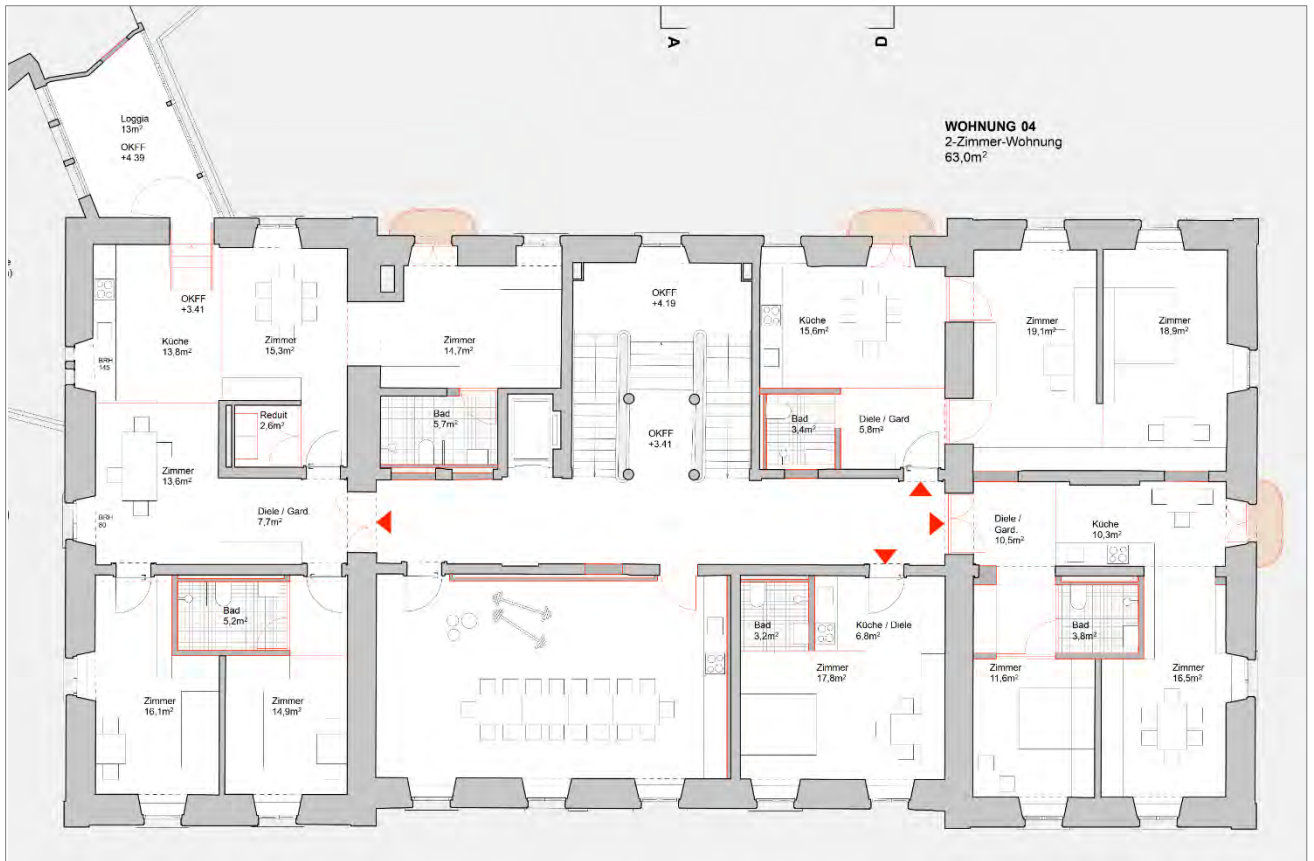 A
D
Loggia
13m²
OKFF
+4.39
WOHNUNG 04
2-Zimmer-Wohnung
63,0m²
OKFF
+3.41
Küche
13,8m²
Zimmer
15,3m²
BRH
145
Zimmer
14,7m²
OKFF
+4.19
Küche
15,6m²
Zimmer
19,1m²
Zimmer
18,9m²
Reduit
2,6m²
Bad
5,7m²
OKFF
+3.41
Bad
3,4m²
Diele / Gard.
5,8m²
Zimmer
13,6m²
BRH
80
Diele / Gard.
7,7m²
Diele /
Gard.
10,5m²
Küche
10,3m²
Bad
5,2m²
Bad
3,2m²
Küche / Diele
6,8m²
Bad
3,8m²
Zimmer
16,1m²
Zimmer
14,9m²
Zimmer
17,8m²
Zimmer
11,6m²
Zimmer
16,5m²